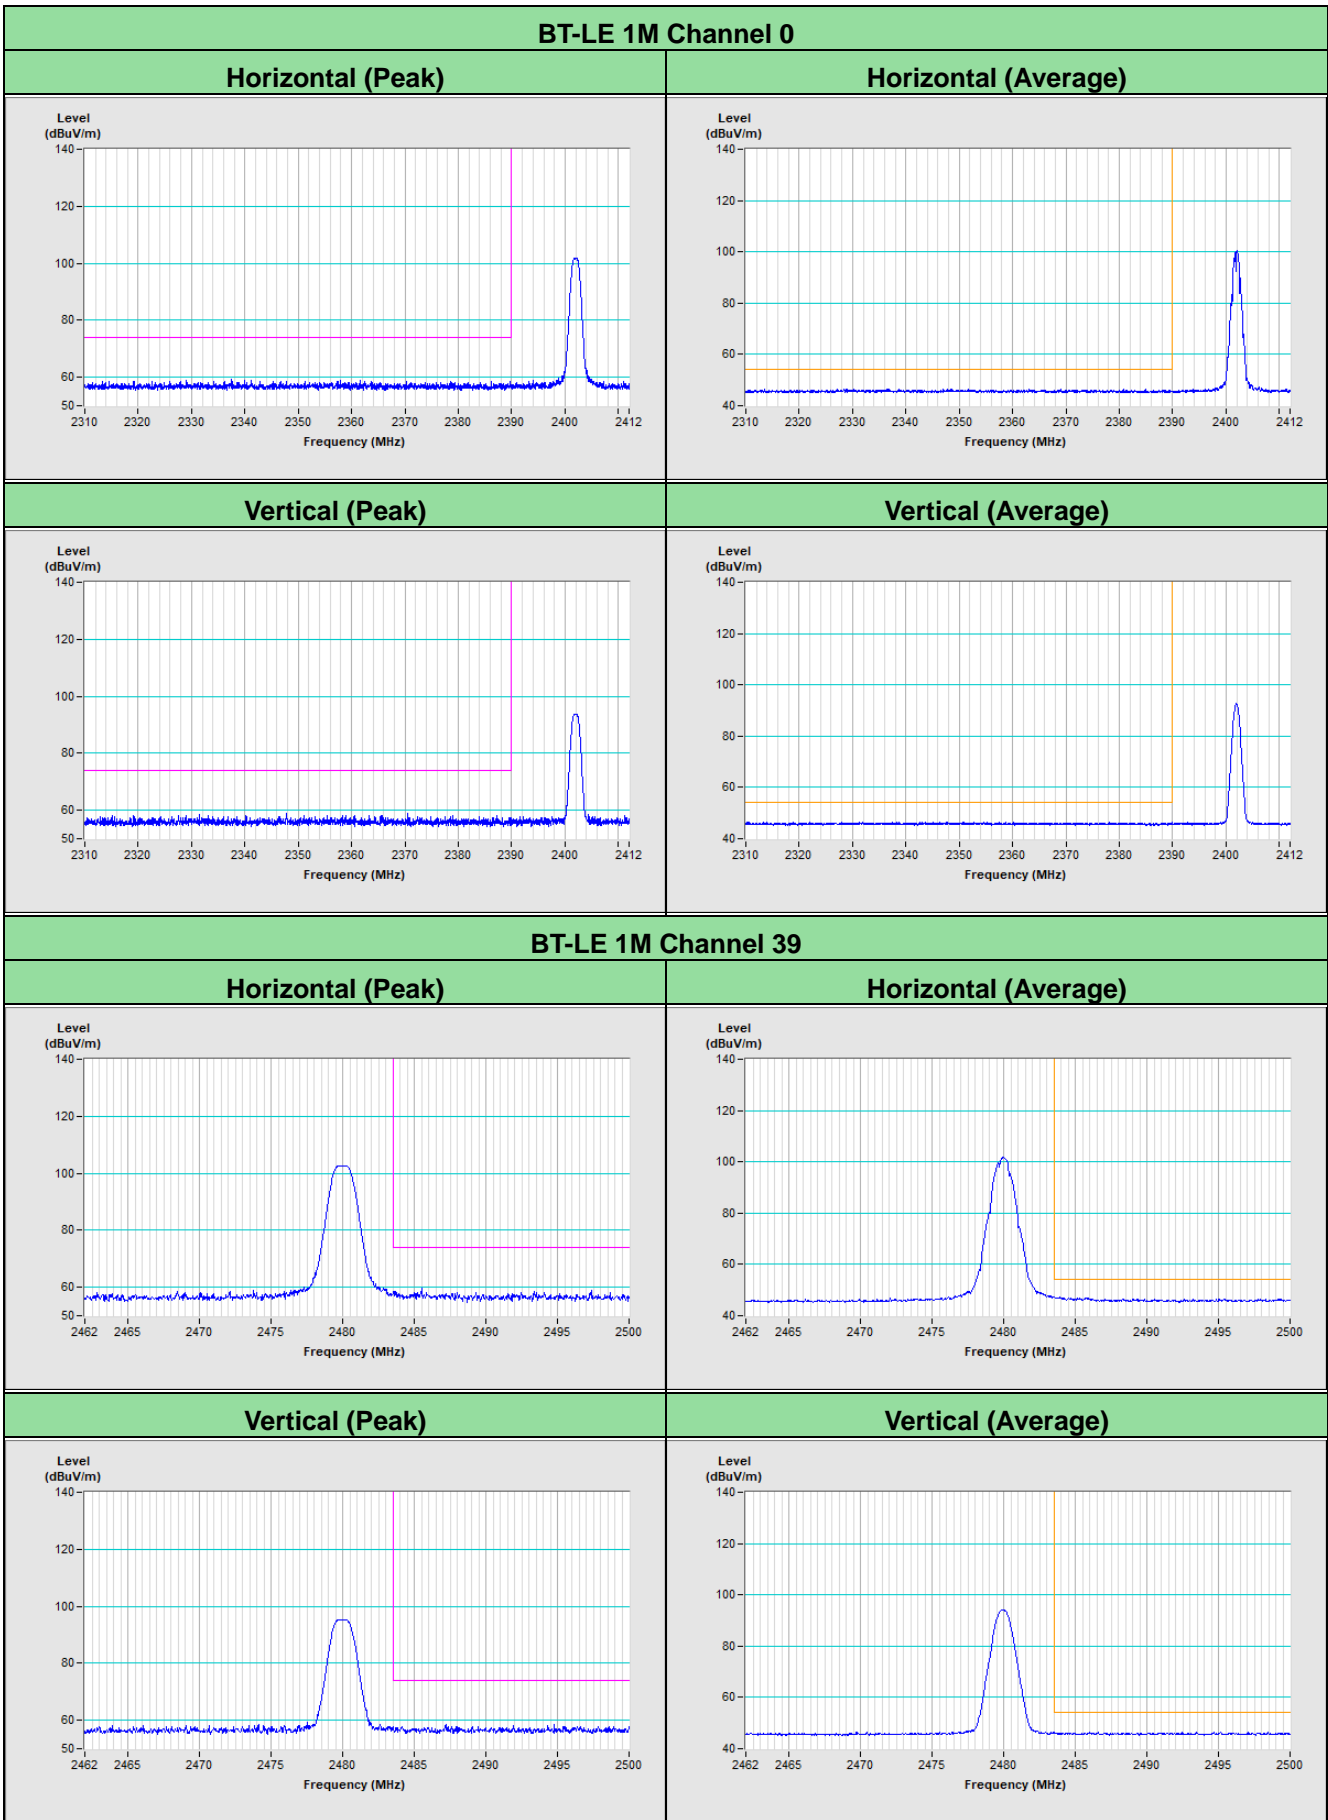 BT-LE 1M Channel 0
Horizontal (Peak)
Horizontal (Average)
Level
(dBuV/m)
140
120
100
80
60
50
2310 2320 2330 2340 2350 2360 2370 2380 2390 2400 2412
Frequency (MHz)
Level
(dBuV/m)
140
120
100
80
60
40
2310 2320 2330 2340 2350 2360 2370 2380 2390 2400 2412
Frequency (MHz)
Vertical (Peak)
Vertical (Average)
Level
(dBuV/m)
140
120
100
80
60
50
2310 2320 2330 2340 2350 2360 2370 2380 2390 2400 2412
Frequency (MHz)
Level
(dBuV/m)
140
120
100
80
60
40
2310 2320 2330 2340 2350 2360 2370 2380 2390 2400 2412
Frequency (MHz)
BT-LE 1M Channel 39
Horizontal (Peak)
Horizontal (Average)
Level
(dBuV/m)
140
120
100
80
60
50
2462 2465 2470 2475 2480 2485 2490 2495 2500
Frequency (MHz)
Level
(dBuV/m)
140
120
100
80
60
40
2462 2465 2470 2475 2480 2485 2490 2495 2500
Frequency (MHz)
Vertical (Peak)
Vertical (Average)
Level
(dBuV/m)
140
120
100
80
60
50
2462 2465 2470 2475 2480 2485 2490 2495 2500
Frequency (MHz)
Level
(dBuV/m)
140
120
100
80
60
40
2462 2465 2470 2475 2480 2485 2490 2495 2500
Frequency (MHz)